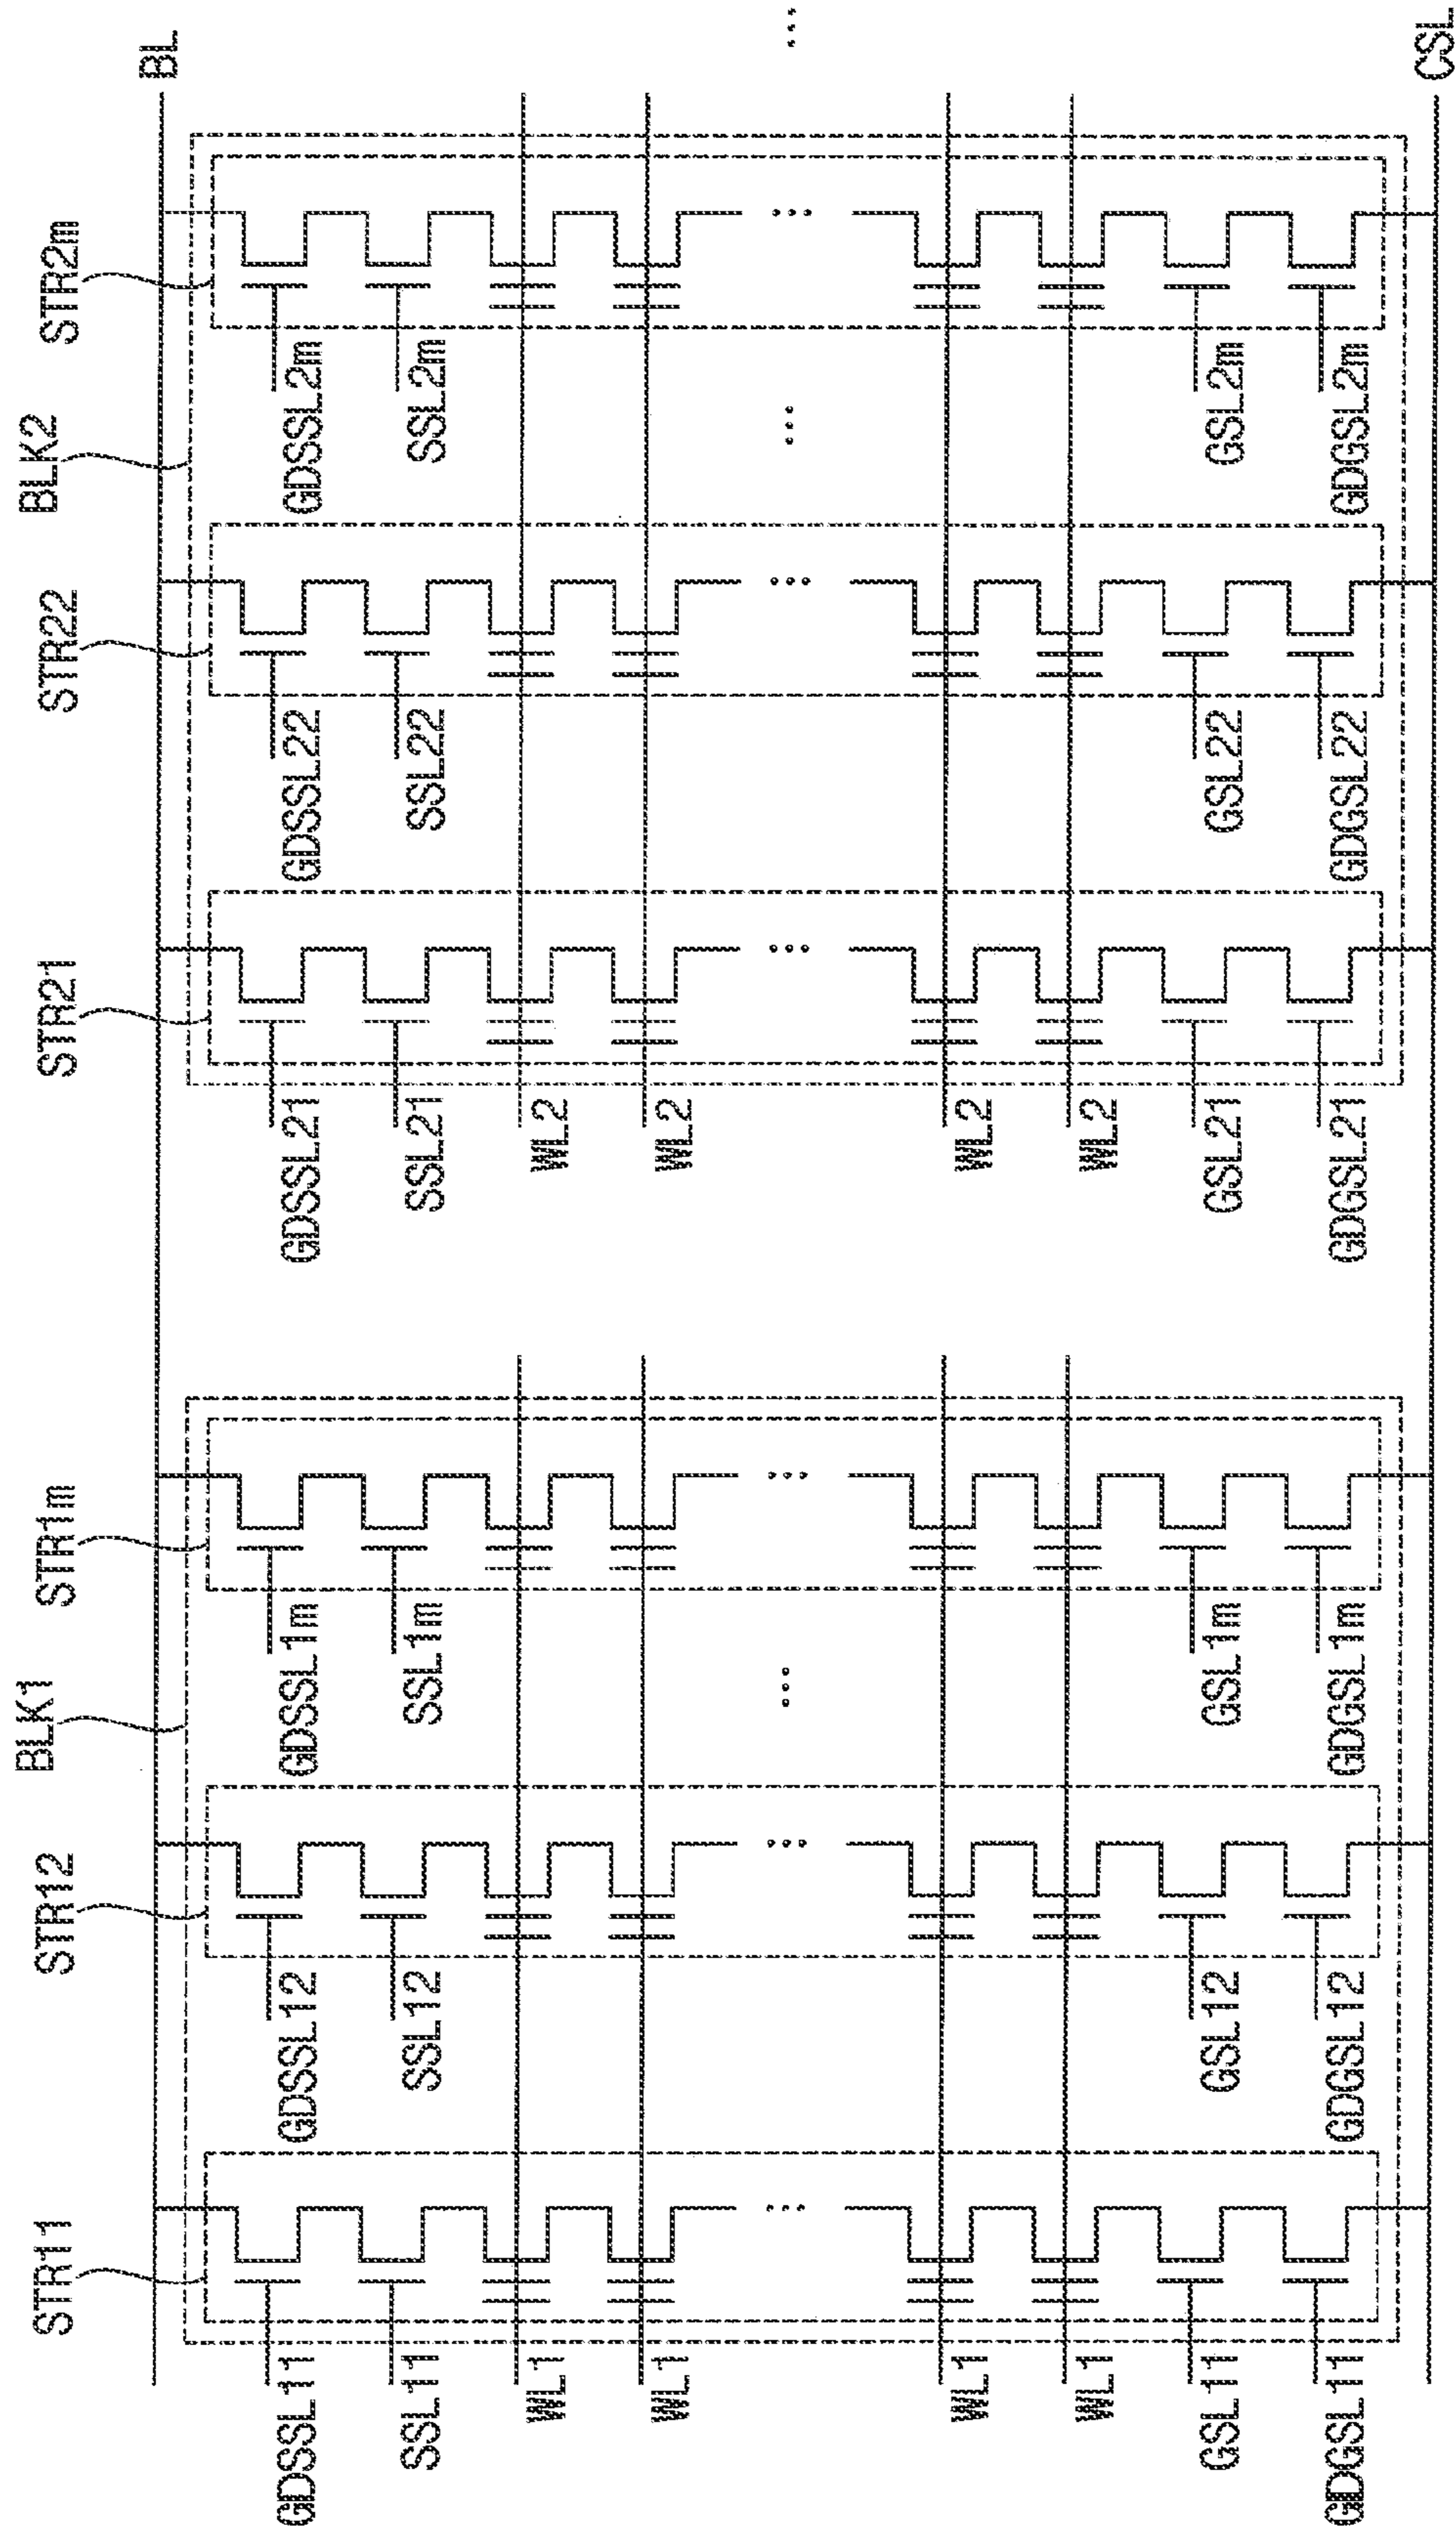 BLK1
BLK2
STR11
STR12
STR1m
STR21
STR22
STR2m
BL
GDSSL11
GDSSL12
GDSSL1m
GDSSL21
GDSSL22
GDSSL2m
SSL11
SSL12
SSL1m
SSL21
SSL22
SSL2m
WL1
WL2
WL1
WL2
...
WL1
WL2
WL1
WL2
GSL11
GSL12
GSL1m
GSL21
GSL22
GSL2m
GDGSL11
GDGSL12
GDGSL1m
GDGSL21
GDGSL22
GDGSL2m
CSL